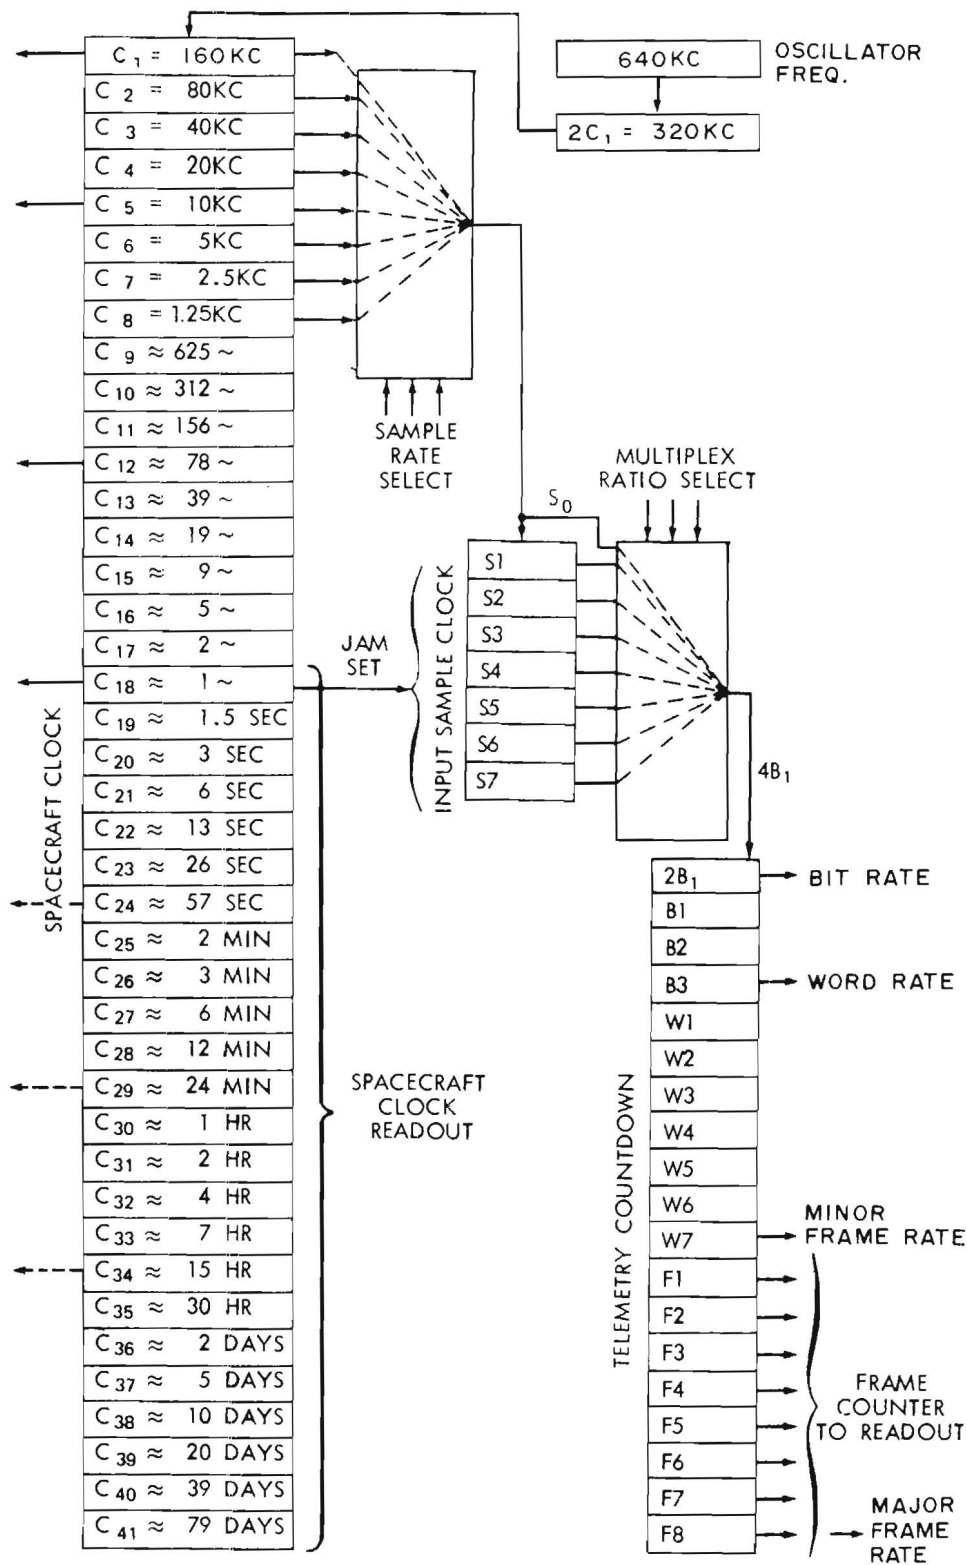 C1 = 160KC
C2 = 80KC
C3 = 40KC
C4 = 20KC
C5 = 10KC
C6 = 5KC
C7 = 2.5KC
C8 = 1.25KC
C9 ≈ 625 ~
C10 ≈ 312 ~
C11 ≈ 156 ~
C12 ≈ 78 ~
C13 ≈ 39 ~
C14 ≈ 19 ~
C15 ≈ 9 ~
C16 ≈ 5 ~
C17 ≈ 2 ~
C18 ≈ 1 ~
C19 ≈ 1.5 SEC
C20 ≈ 3 SEC
C21 ≈ 6 SEC
C22 ≈ 13 SEC
C23 ≈ 26 SEC
C24 ≈ 57 SEC
C25 ≈ 2 MIN
C26 ≈ 3 MIN
C27 ≈ 6 MIN
C28 ≈ 12 MIN
C29 ≈ 24 MIN
C30 ≈ 1 HR
C31 ≈ 2 HR
C32 ≈ 4 HR
C33 ≈ 7 HR
C34 ≈ 15 HR
C35 ≈ 30 HR
C36 ≈ 2 DAYS
C37 ≈ 5 DAYS
C38 ≈ 10 DAYS
C39 ≈ 20 DAYS
C40 ≈ 39 DAYS
C41 ≈ 79 DAYS
SPACECRAFT CLOCK
640KC
OSCILLATOR
FREQ.
2C1 = 320KC
SAMPLE
RATE
SELECT
MULTIPLEX
RATIO SELECT
S0
JAM
SET
INPUT SAMPLE CLOCK
S1
S2
S3
S4
S5
S6
S7
4B1
SPACECRAFT
CLOCK
READOUT
TELEMETRY COUNTDOWN
2B1
B1
B2
B3
W1
W2
W3
W4
W5
W6
W7
F1
F2
F3
F4
F5
F6
F7
F8
BIT RATE
WORD RATE
MINOR
FRAME RATE
FRAME
COUNTER
TO READOUT
MAJOR
FRAME
RATE